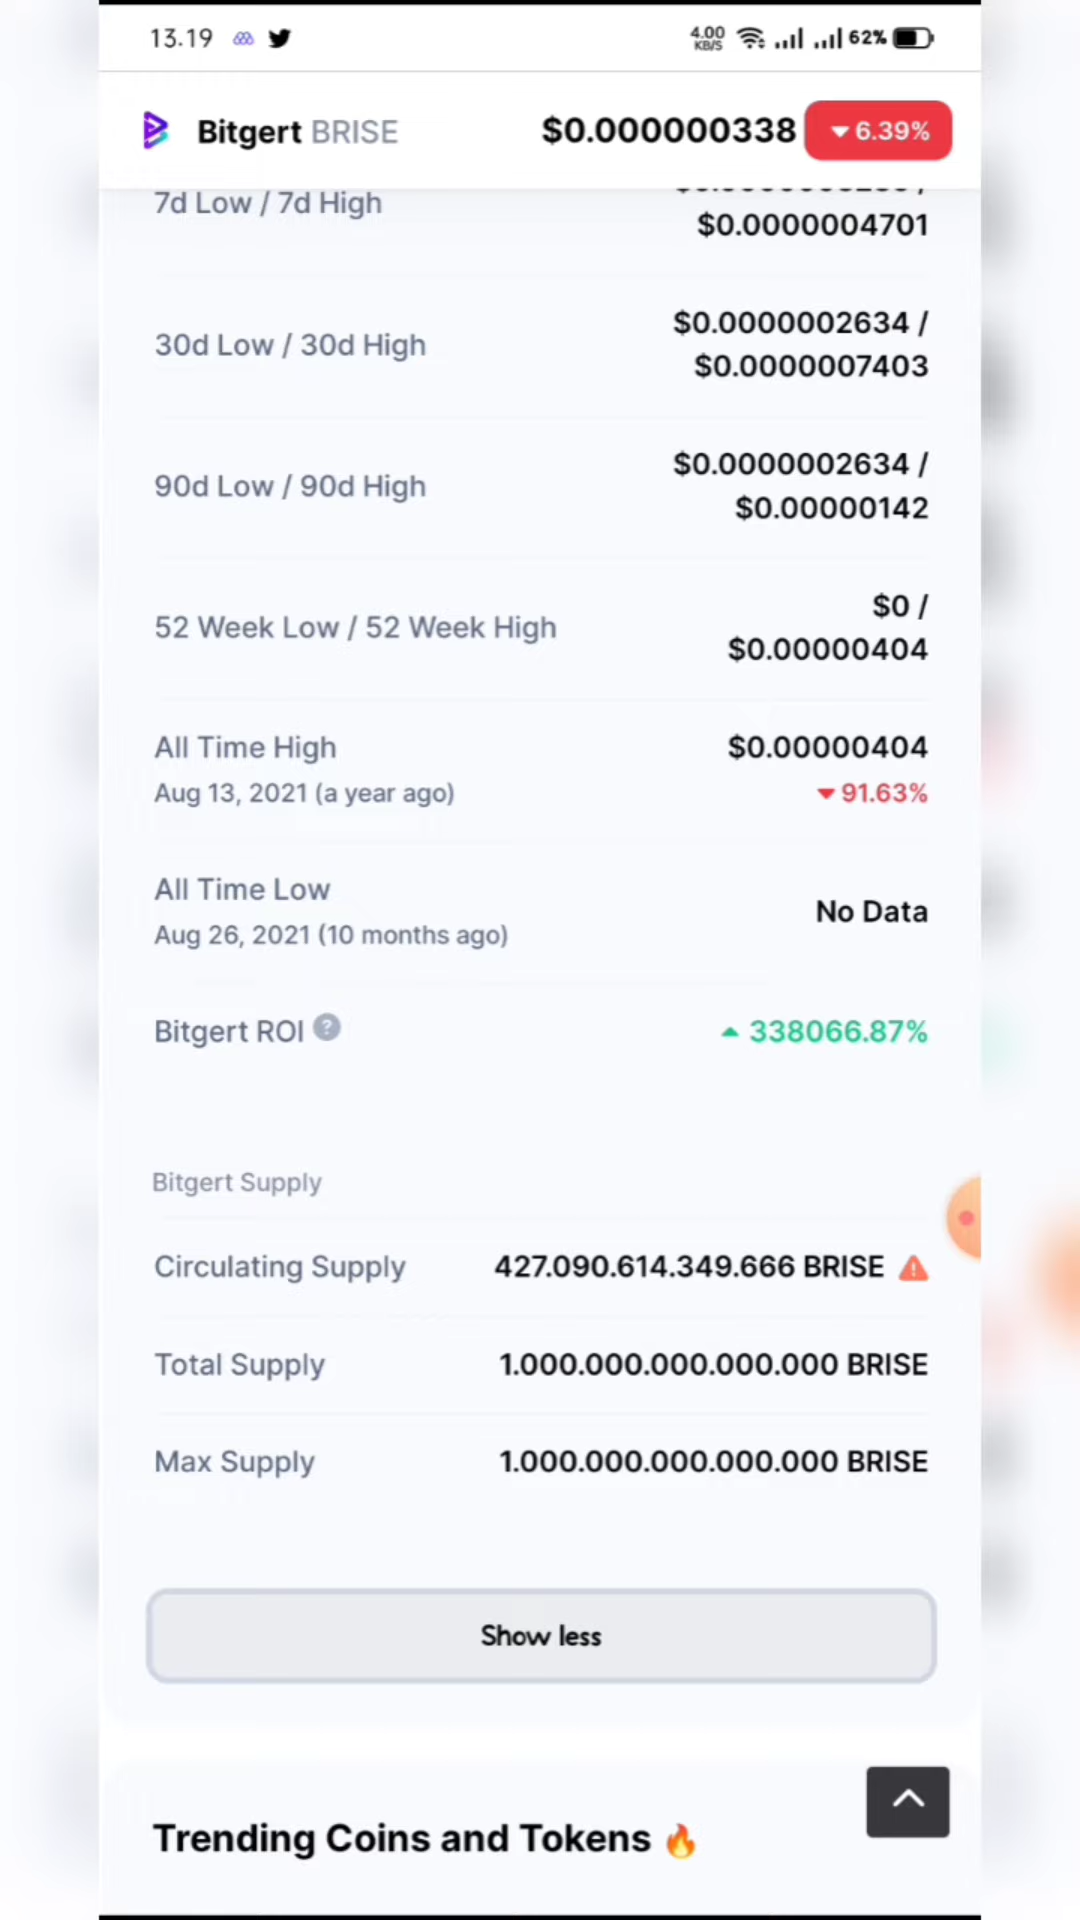 13.19 4.00 KB/S 62%
Bitgert BRISE $0.000000338 6.39%
7d Low / 7d High
$0.0000004701
30d Low / 30d High $0.0000002634 /
$0.0000007403
90d Low / 90d High $0.0000002634 /
$0.00000142
52 Week Low / 52 Week High $0 /
$0.00000404
All Time High $0.00000404
Aug 13, 2021 (a year ago) 91.63%
All Time Low No Data
Aug 26, 2021 (10 months ago)
Bitgert ROI ? 338066.87%
Bitgert Supply
Circulating Supply 427.090.614.349.666 BRISE
Total Supply 1.000.000.000.000.000 BRISE
Max Supply 1.000.000.000.000.000 BRISE
Show less
Trending Coins and Tokens 🔥